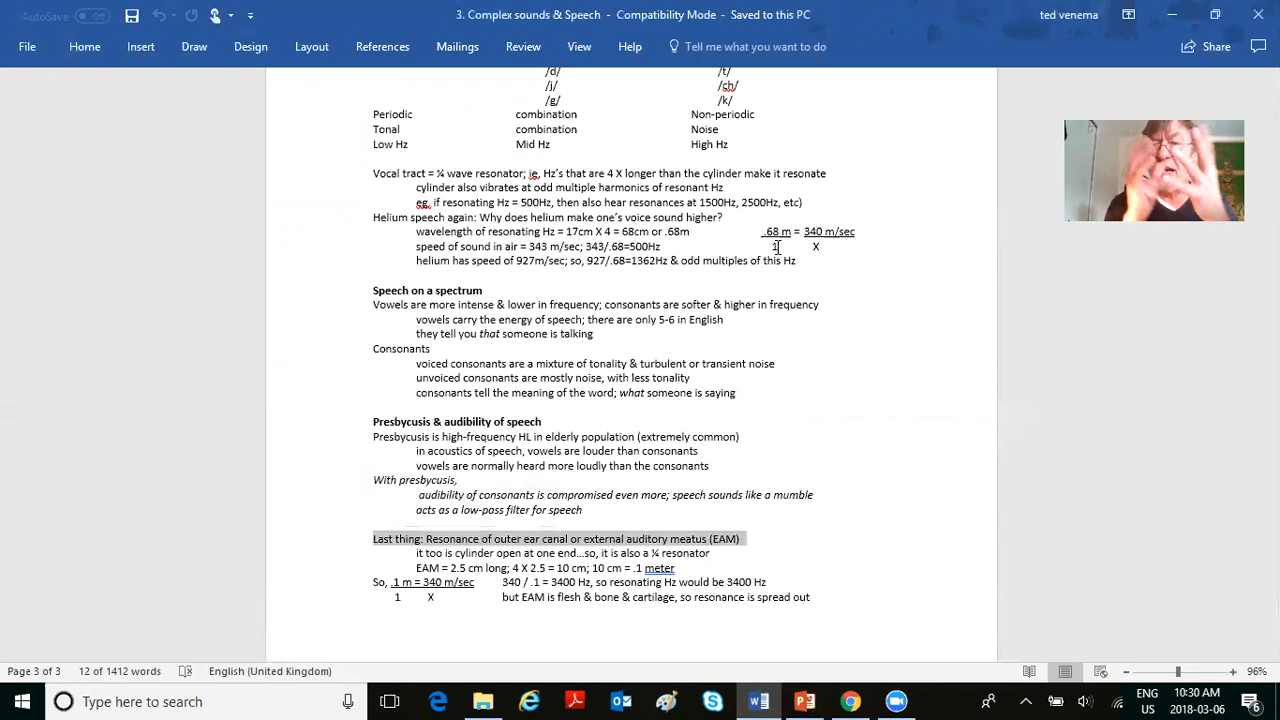 AutoSave Off 3. Complex sounds & Speech - Compatibility Mode - Saved to this PC ted venema
File Home Insert Draw Design Layout References Mailings Review View Help Tell me what you want to do Share
/d/ /t/
/j/ /ch/
/g/ /k/
Periodic combination Non-periodic
Tonal combination Noise
Low Hz Mid Hz High Hz
Vocal tract = ¼ wave resonator; ie, Hz's that are 4 X longer than the cylinder make it resonate
cylinder also vibrates at odd multiple harmonics of resonant Hz
eg, if resonating Hz = 500Hz, then also hear resonances at 1500Hz, 2500Hz, etc)
Helium speech again: Why does helium make one's voice sound higher?
wavelength of resonating Hz = 17cm X 4 = 68cm or .68m .68 m = 340 m/sec
speed of sound in air = 343 m/sec; 343/.68=500Hz 1 X
helium has speed of 927m/sec; so, 927/.68=1362Hz & odd multiples of this Hz
Speech on a spectrum
Vowels are more intense & lower in frequency; consonants are softer & higher in frequency
vowels carry the energy of speech; there are only 5-6 in English
they tell you that someone is talking
Consonants
voiced consonants are a mixture of tonality & turbulent or transient noise
unvoiced consonants are mostly noise, with less tonality
consonants tell the meaning of the word; what someone is saying
Presbycusis & audibility of speech
Presbycusis is high-frequency HL in elderly population (extremely common)
in acoustics of speech, vowels are louder than consonants
vowels are normally heard more loudly than the consonants
With presbycusis,
audibility of consonants is compromised even more; speech sounds like a mumble
acts as a low-pass filter for speech
Last thing: Resonance of outer ear canal or external auditory meatus (EAM)
it too is cylinder open at one end...so, it is also a ¼ resonator
EAM = 2.5 cm long; 4 X 2.5 = 10 cm; 10 cm = .1 meter
So, .1 m = 340 m/sec 340 / .1 = 3400 Hz, so resonating Hz would be 3400 Hz
1 X but EAM is flesh & bone & cartilage, so resonance is spread out
Page 3 of 3 12 of 1412 words English (United Kingdom) 96%
Type here to search ENG 10:30 AM
US 2018-03-06 6